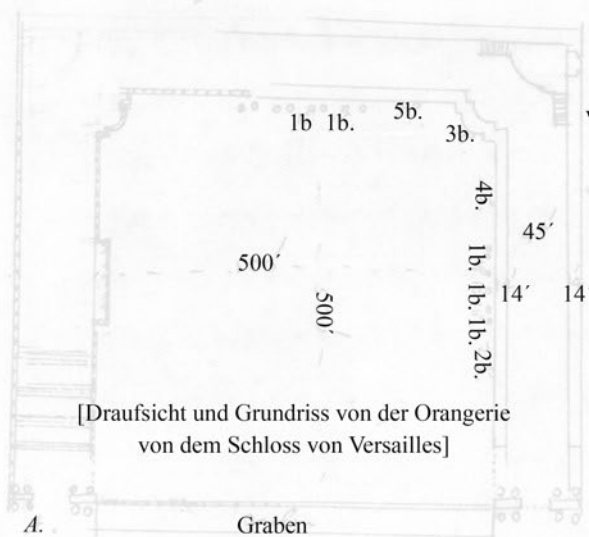 1b 1b. 5b.
3b.
4b.
1b.
1b.
1b.
2b.
45´
500´
500´
14´
14
[Draufsicht und Grundriss von der Orangerie
von dem Schloss von Versailles]
A. Graben